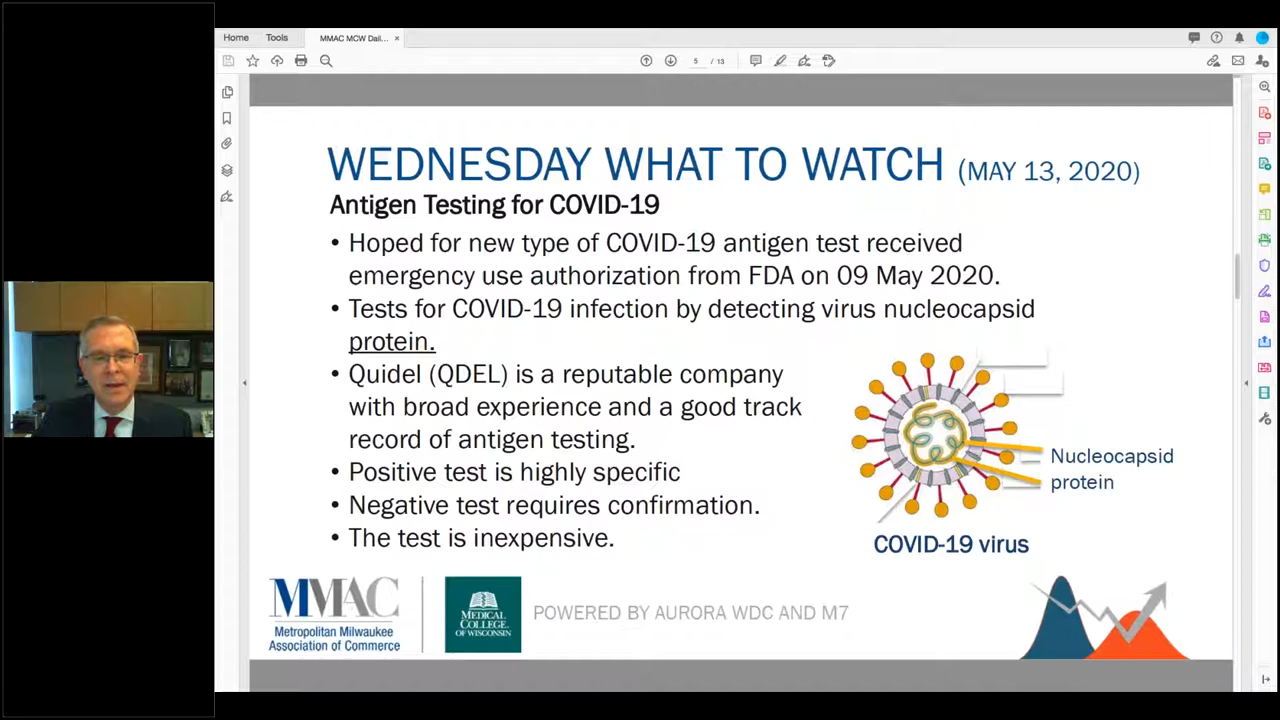 Home Tools MMAC MCW Dail... ×
5 / 13
WEDNESDAY WHAT TO WATCH (MAY 13, 2020)
Antigen Testing for COVID-19
• Hoped for new type of COVID-19 antigen test received
emergency use authorization from FDA on 09 May 2020.
• Tests for COVID-19 infection by detecting virus nucleocapsid
protein.
• Quidel (QDEL) is a reputable company
with broad experience and a good track
record of antigen testing.
• Positive test is highly specific
• Negative test requires confirmation.
• The test is inexpensive.
Nucleocapsid
protein
COVID-19 virus
MMAC
Metropolitan Milwaukee
Association of Commerce
MEDICAL
COLLEGE
OF WISCONSIN
POWERED BY AURORA WDC AND M7